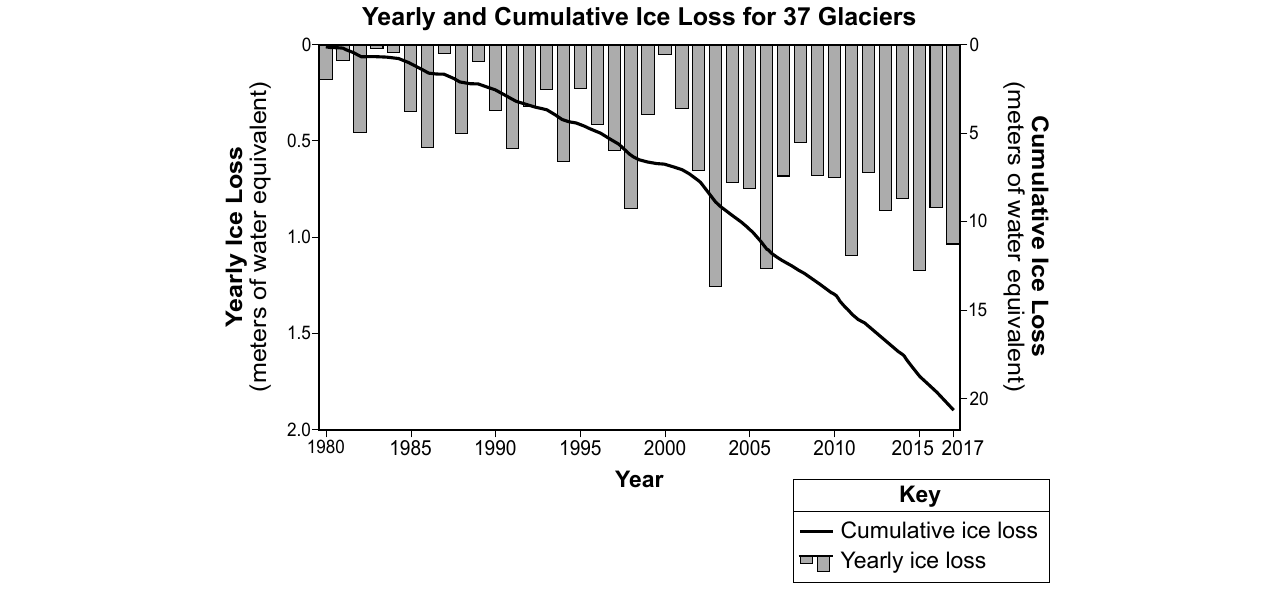 Yearly and Cumulative Ice Loss for 37 Glaciers
Yearly Ice Loss
(meters of water equivalent)
0
0.5
1.0
1.5
2.0
0
5
10
15
20
Cumulative Ice Loss
(meters of water equivalent)
1980 1985 1990 1995 2000 2005 2010 2015 2017
Year
Key
Cumulative ice loss
Yearly ice loss